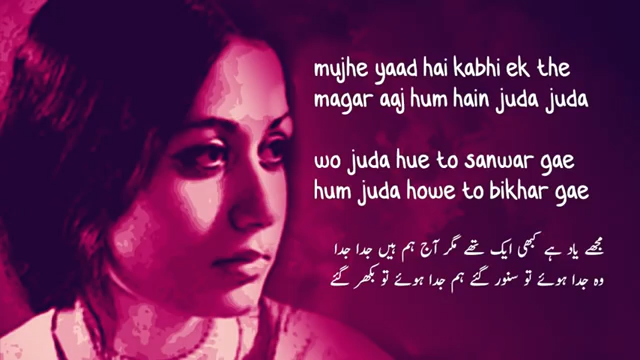 mujhe yaad hai kabhi ek the
magar aaj hum hain juda juda
wo juda hue to sanwar gae
hum juda howe to bikhar gae
مجھے یاد ہے کبھی ایک تھے مگر آج ہم ہیں جدا جدا
وہ جدا ہوئے تو سنور گئے ہم جدا ہوئے تو بکھر گئے